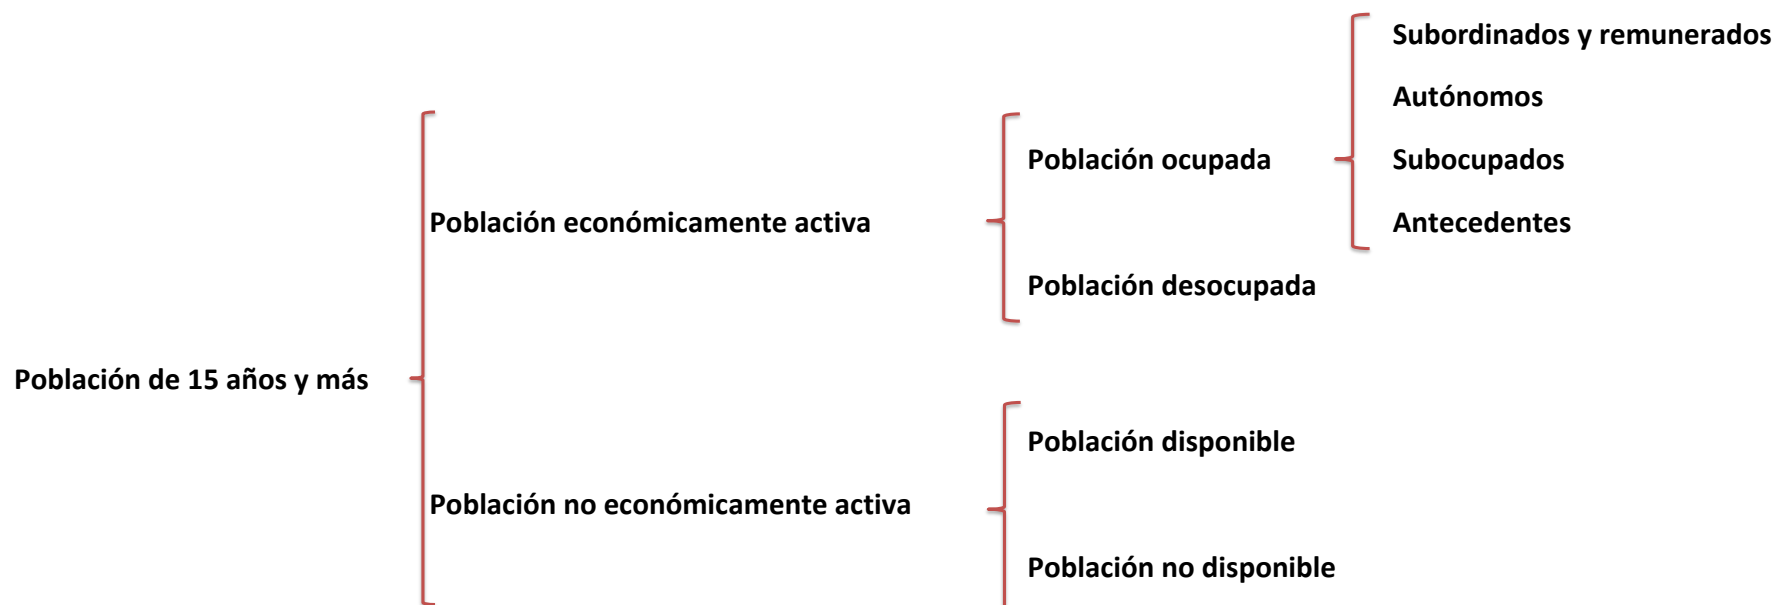 Subordinados y remunerados
Autónomos
Población ocupada
Subocupados
Población económicamente activa
Antecedentes
Población desocupada
Población de 15 años y más
Población disponible
Población no económicamente activa
Población no disponible